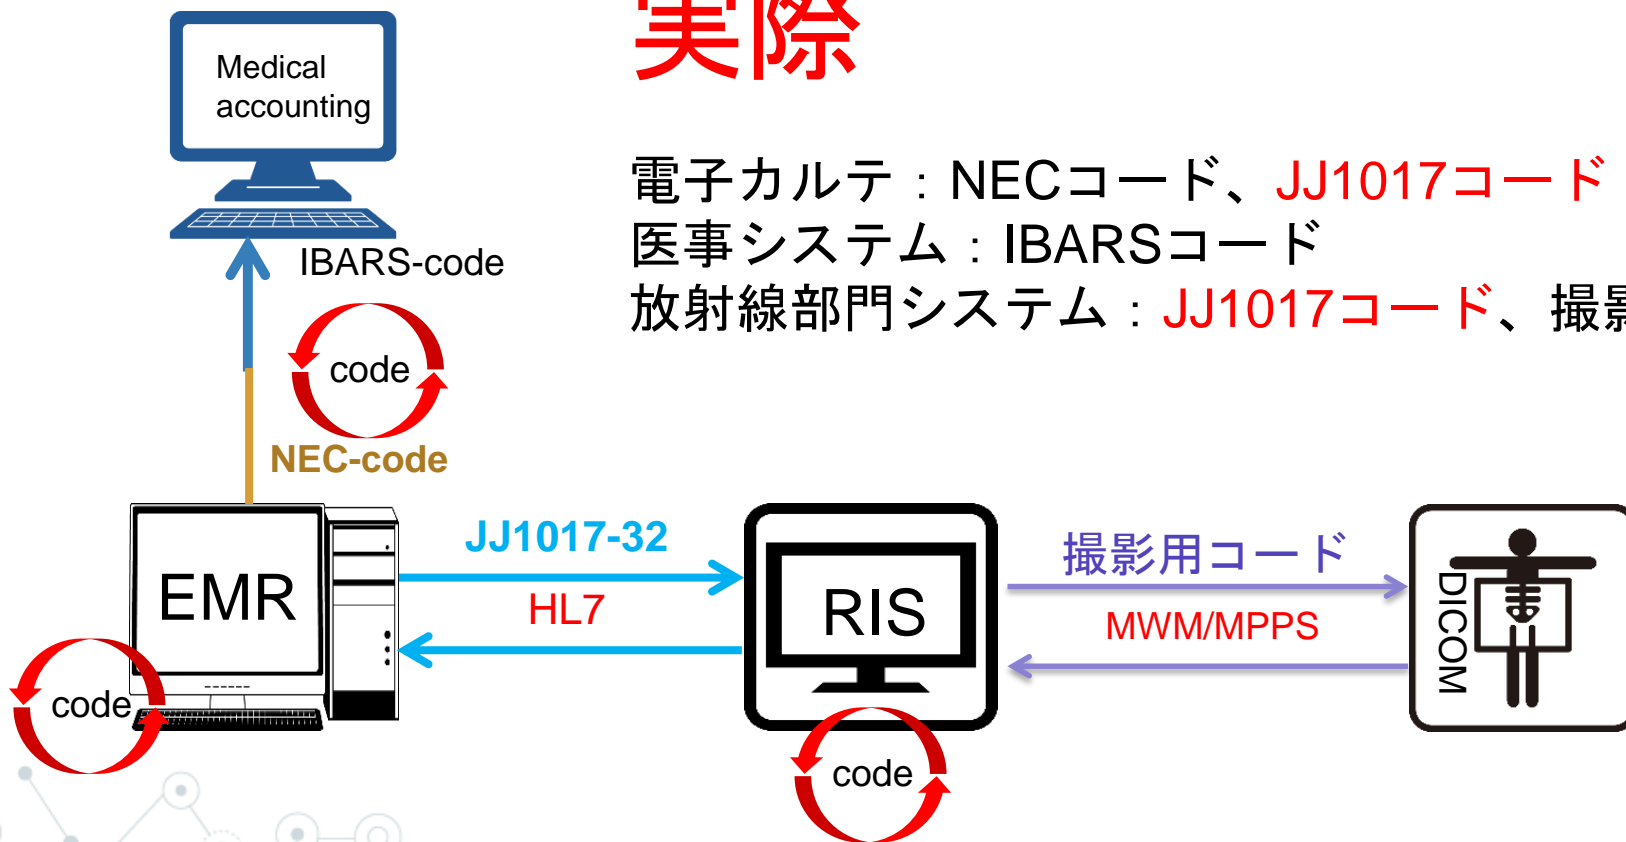 実際
Medical
accounting
電子カルテ：NECコード、JJ1017コード
医事システム：IBARSコード
放射線部門システム：JJ1017コード、撮影
IBARS-code
code
NEC-code
JJ1017-32
HL7
EMR
code
RIS
code
撮影用コード
MWM/MPPS
DICOM